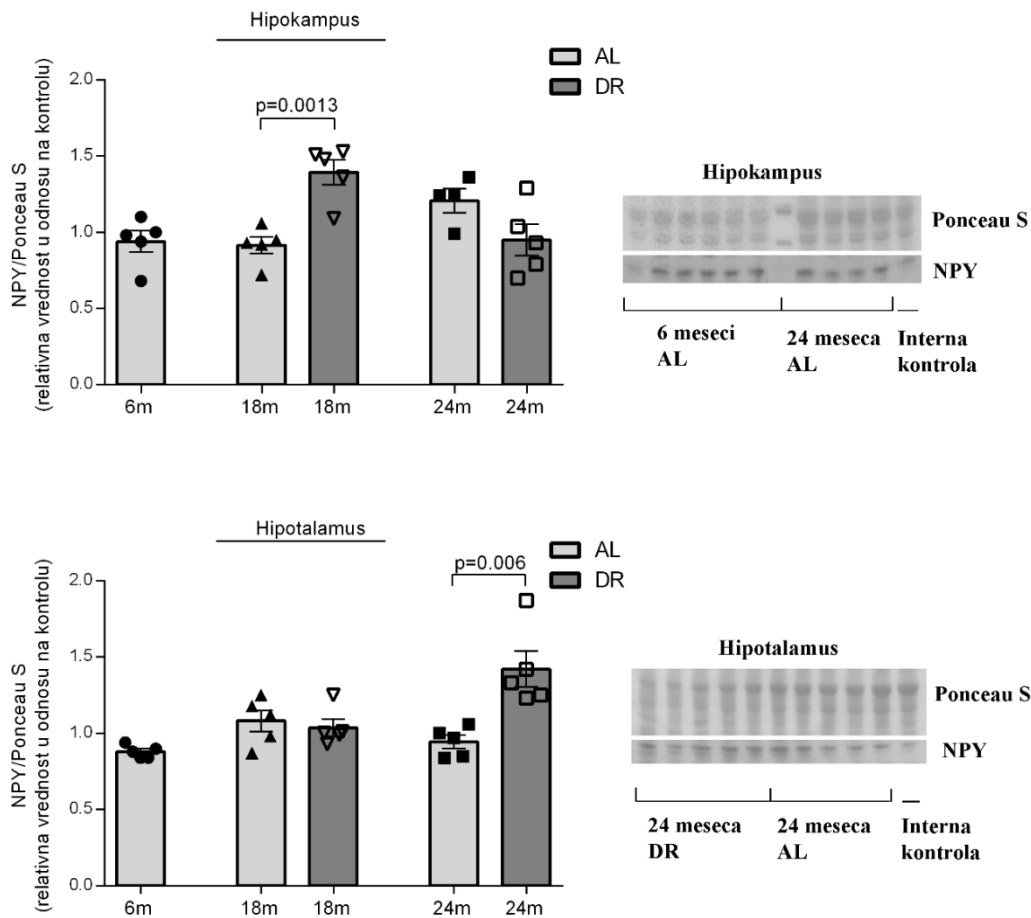 Hipokampus
AL
DR
NPY/Ponceau S
(relativna vrednost u odnosu na kontrolu)
2.0
1.5
1.0
0.5
0.0
p=0.0013
6m
18m
18m
24m
24m
Hipokampus
Ponceau S
NPY
6 meseci
AL
24 meseca
AL
Interna
kontrola
Hipotalamus
AL
DR
NPY/Ponceau S
(relativna vrednost u odnosu na kontrolu)
2.0
1.5
1.0
0.5
0.0
p=0.006
6m
18m
18m
24m
24m
Hipotalamus
Ponceau S
NPY
24 meseca
DR
24 meseca
AL
Interna
kontrola